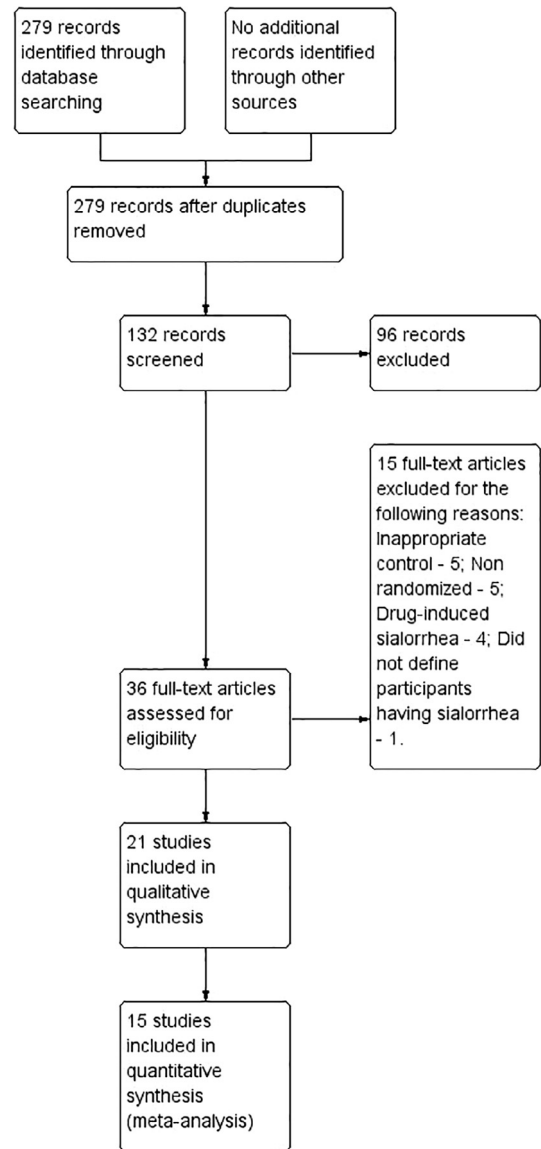 279 records
identified through
database
searching
No additional
records identified
through other
sources
279 records after duplicates
removed
132 records
screened
96 records
excluded
15 full-text articles
excluded for the
following reasons:
Inappropriate
control - 5; Non
randomized - 5;
Drug-induced
sialorrhea - 4; Did
not define
participants
having sialorrhea
- 1.
36 full-text articles
assessed for
eligibility
21 studies
included in
qualitative
synthesis
15 studies
included in
quantitative
synthesis
(meta-analysis)